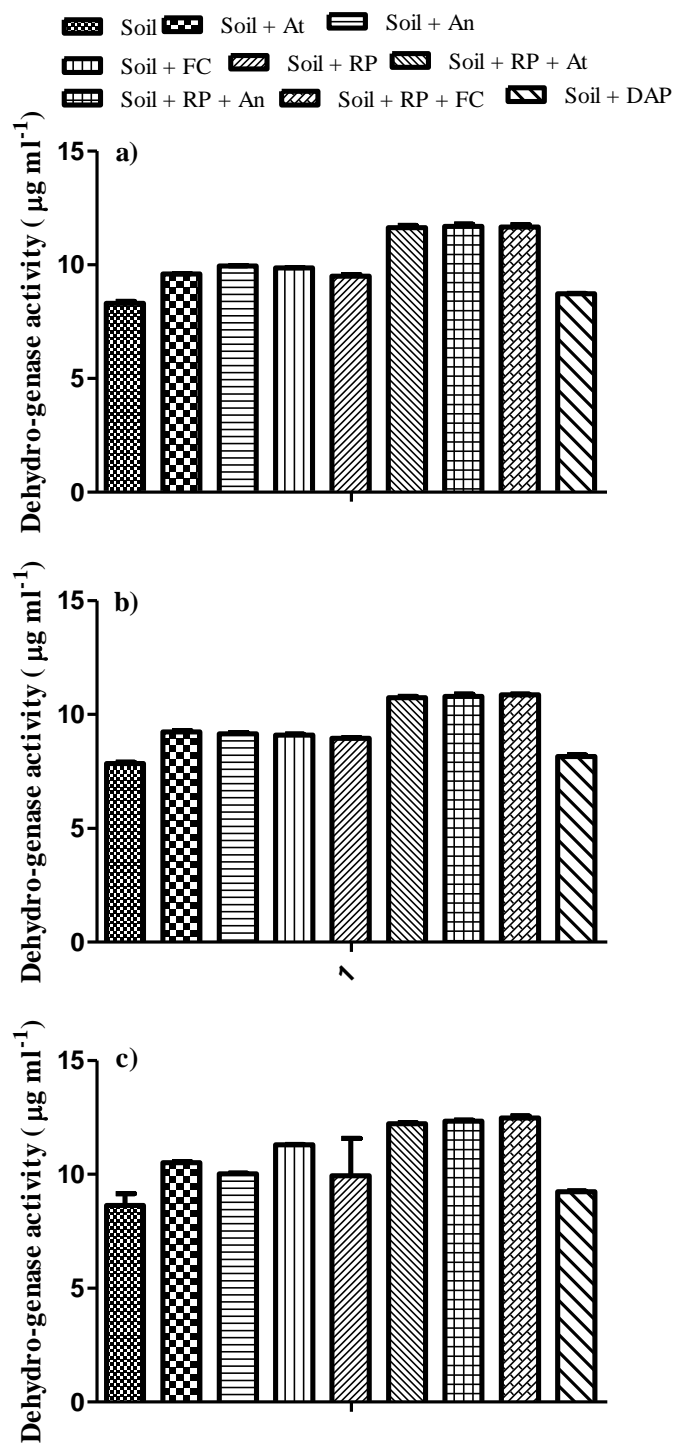 Soil Soil + At Soil + An
Soil + FC Soil + RP Soil + RP + At
Soil + RP + An Soil + RP + FC Soil + DAP
a)
Dehydro-genase activity ( µg ml-1)
15
10
5
0
b)
Dehydro-genase activity ( µg ml-1)
15
10
5
0
1
c)
Dehydro-genase activity ( µg ml-1)
15
10
5
0